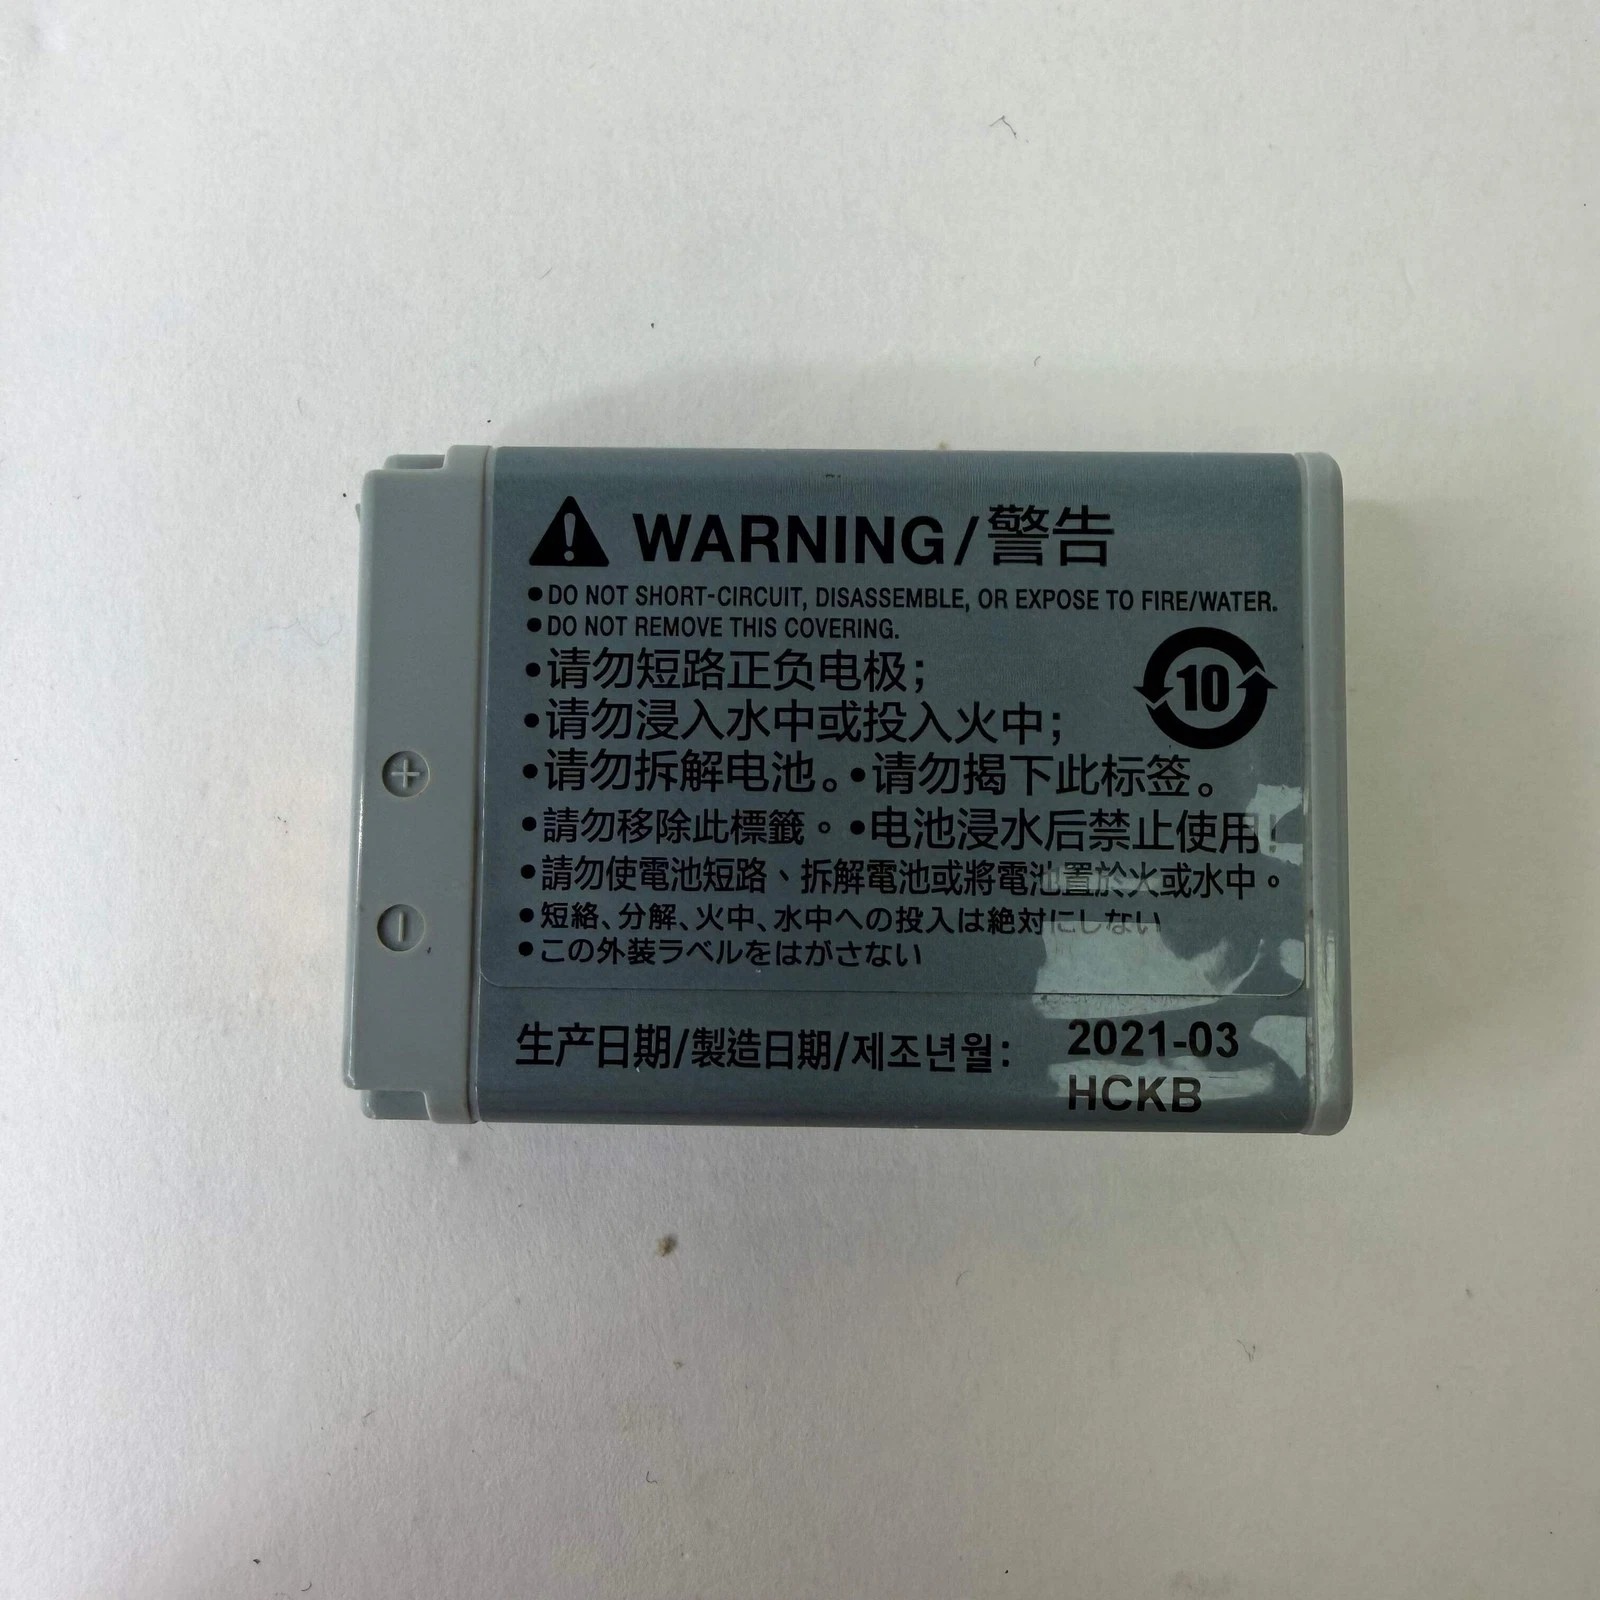 WARNING/警告
•DO NOT SHORT-CIRCUIT, DISASSEMBLE, OR EXPOSE TO FIRE/WATER.
•DO NOT REMOVE THIS COVERING.
•请勿短路正负电极；
10
•请勿浸入水中或投入火中；
•请勿拆解电池。•请勿揭下此标签。
•請勿移除此標籤。•电池浸水后禁止使用！
•請勿使電池短路、拆解電池或將電池置於火或水中。
•短絡、分解、火中、水中への投入は絶対にしない
•この外装ラベルをはがさない
生产日期/製造日期/제조년월: 2021-03
HCKB
+
−